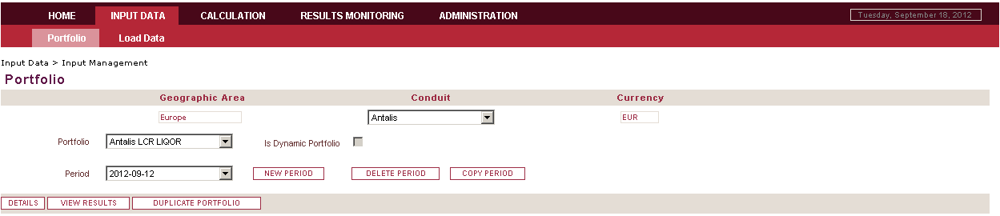 HOME INPUT DATA CALCULATION RESULTS MONITORING ADMINISTRATION Tuesday, September 18, 2012
Portfolio Load Data
Input Data > Input Management
Portfolio
Geographic Area Conduit Currency
Europe Antalis EUR
Portfolio Antalis LCR LIQOR Is Dynamic Portfolio
Period 2012-09-12 NEW PERIOD DELETE PERIOD COPY PERIOD
DETAILS VIEW RESULTS DUPLICATE PORTFOLIO